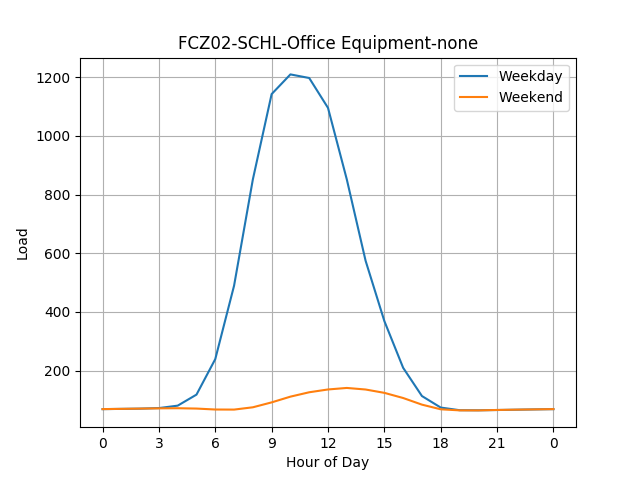 FCZ02-SCHL-Office Equipment-none
Weekday
Weekend
1200
1000
800
600
400
200
Load
0 3 6 9 12 15 18 21 0
Hour of Day